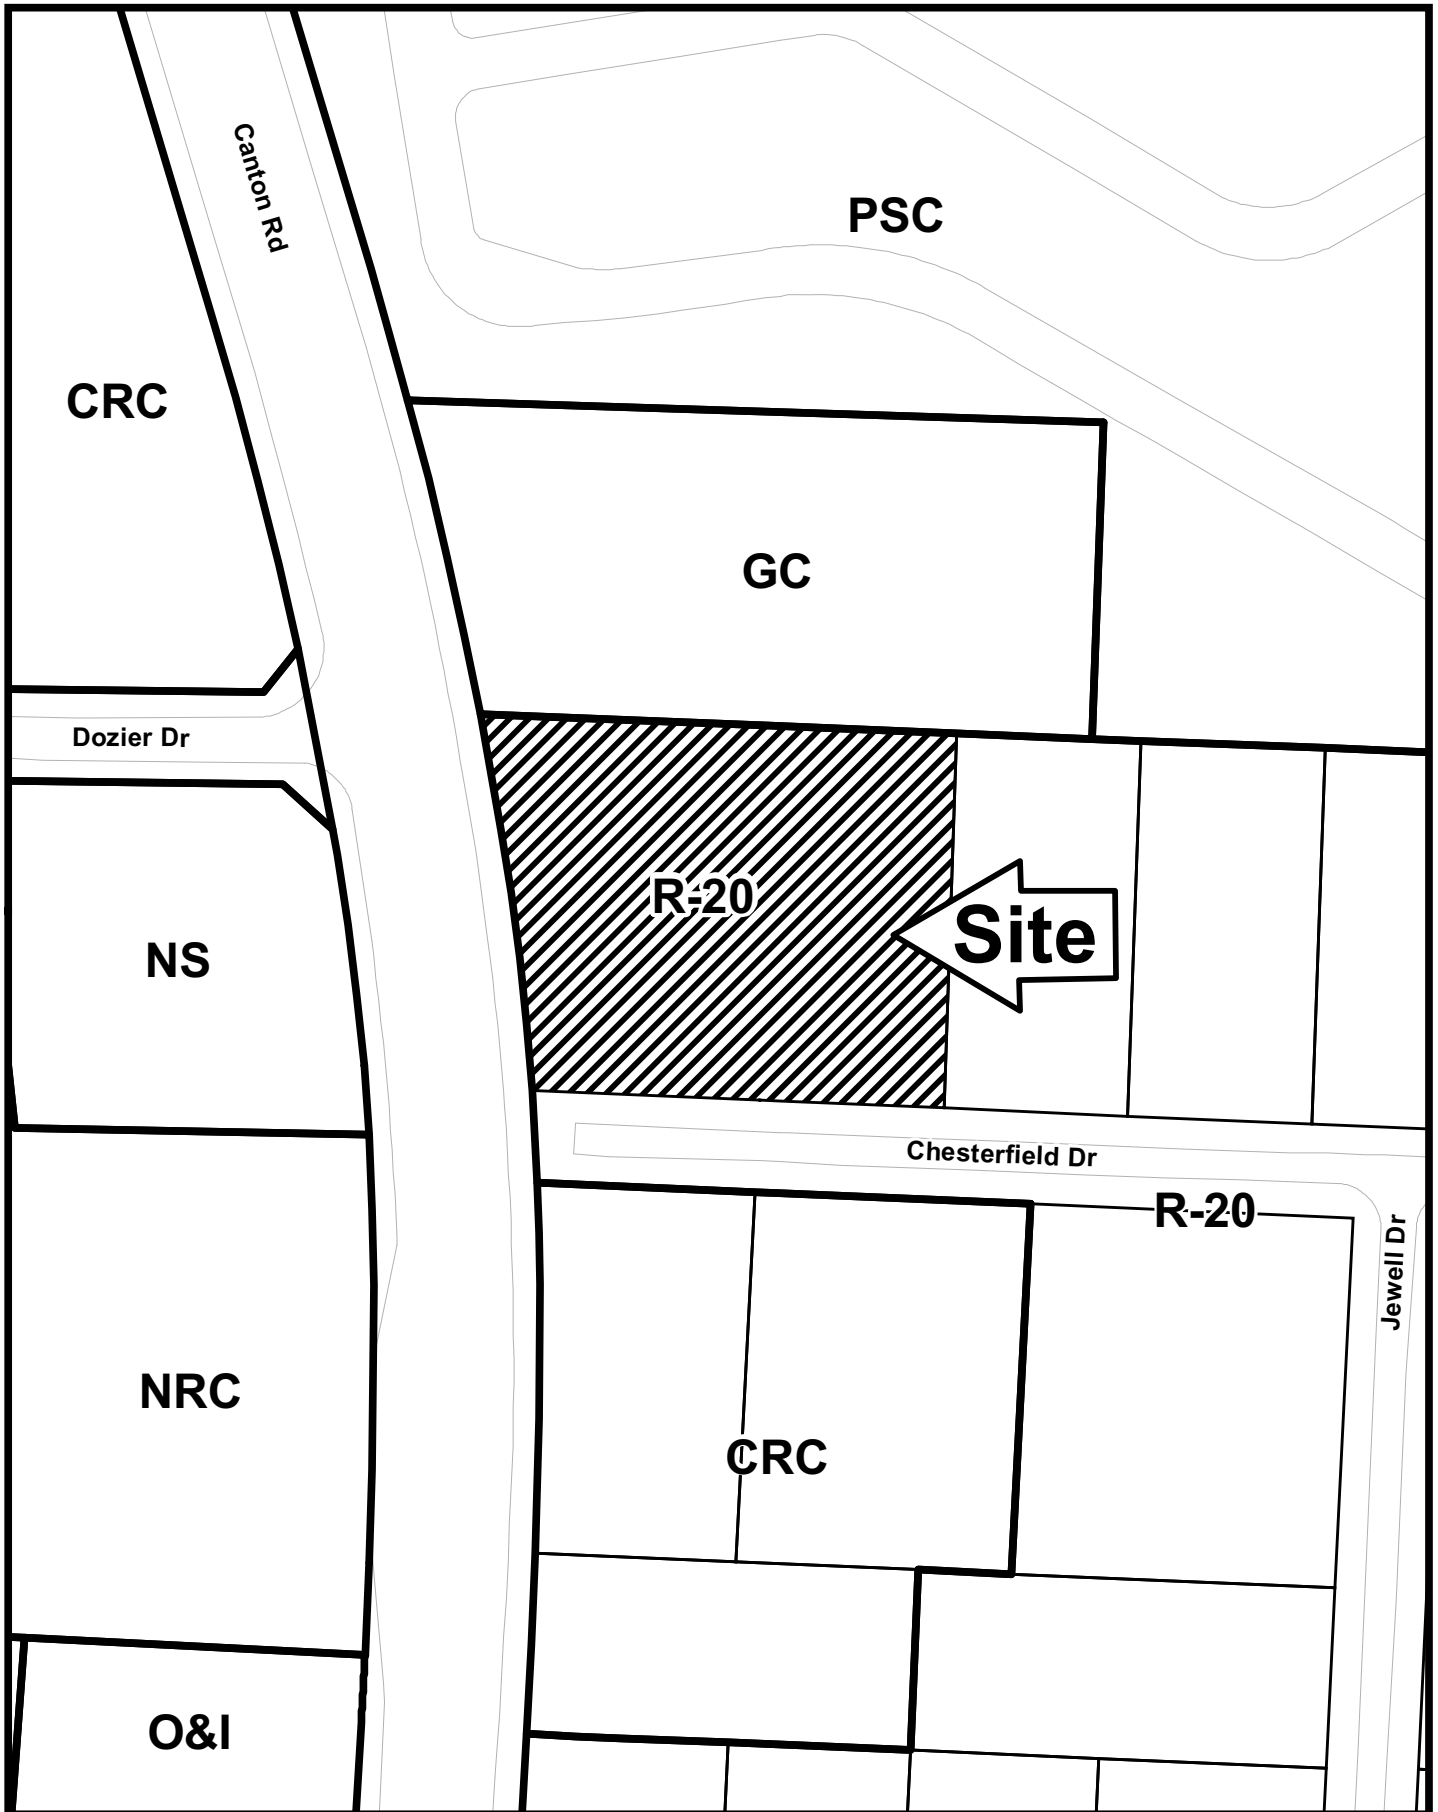 Canton Rd
PSC
CRC
GC
Dozier Dr
R-20
Site
NS
Chesterfield Dr
R-20
Jewell Dr
NRC
CRC
O&I